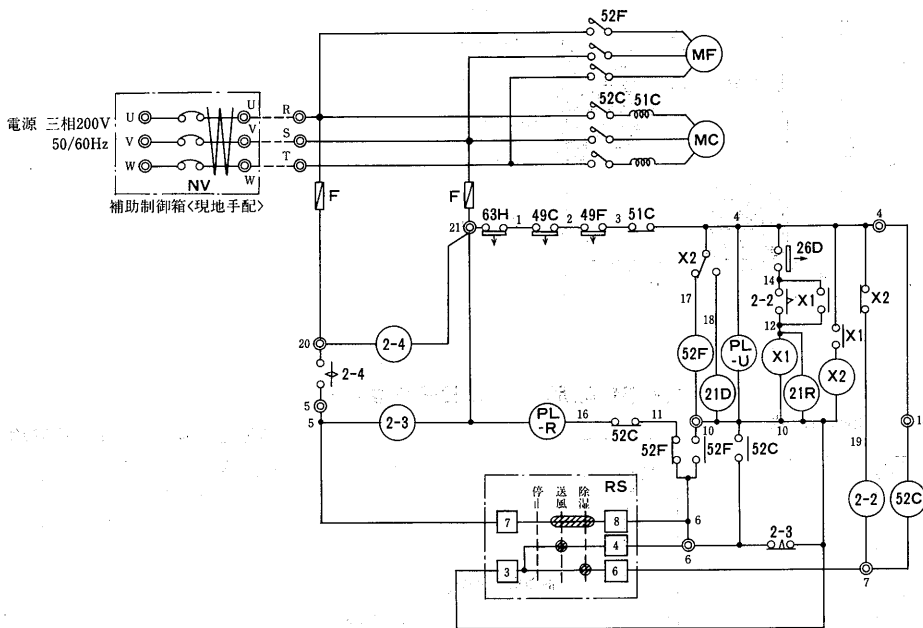 52F
MF
52C
51C
MC
電源 三相200V
50/60Hz
U
V
W
U
V
W
NV
補助制御箱<現地手配>
R
S
T
F
F
21
63H
1
49C
2
49F
3
51C
4
4
X2
17
18
52F
21D
PL
-U
26D
14
2-2
X1
12
X1
21R
X1
X2
X2
20
2-4
2-4
5
5
2-3
PL
-R
16
52C
11
52F
10
52F
52C
10
19
1
2-2
52C
RS
停止
送風
除湿
7
8
6
4
6
2-3
3
6
7